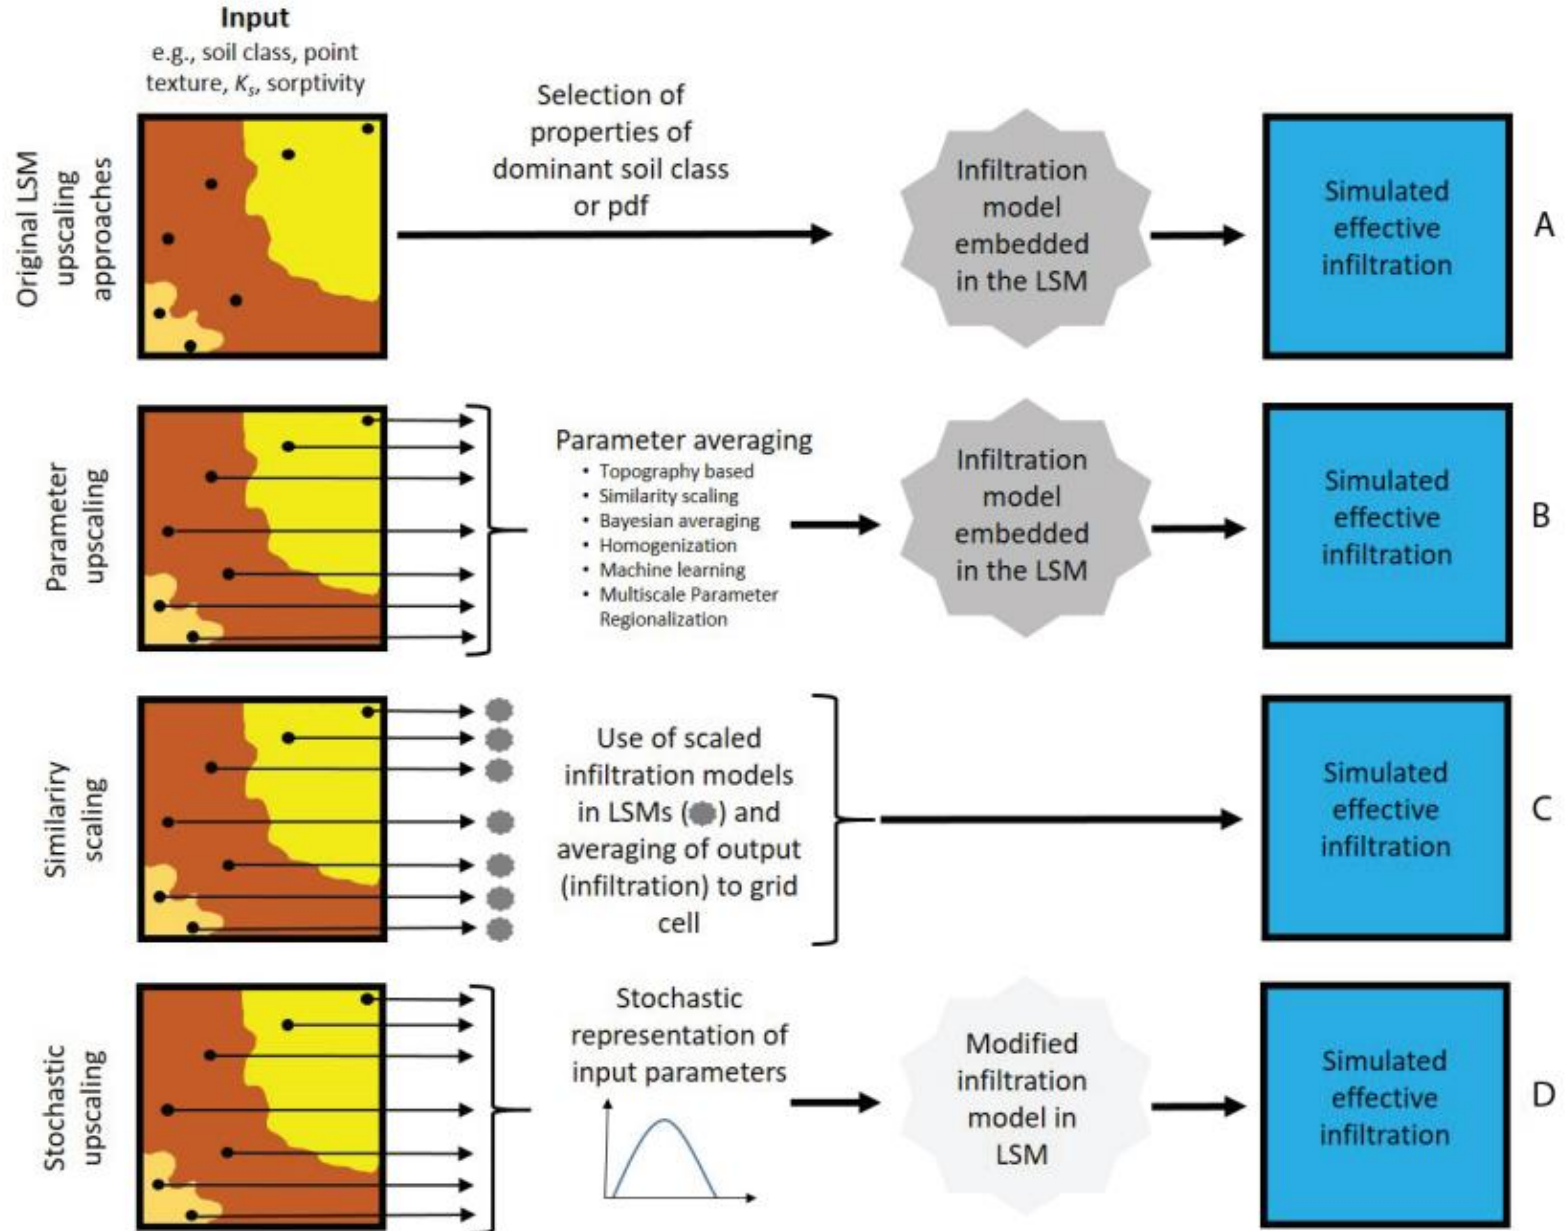 Input
e.g., soil class, point
texture, Ks, sorptivity
Original LSM
upscaling
approaches
Selection of
properties of
dominant soil class
or pdf
Infiltration
model
embedded
in the LSM
Simulated
effective
infiltration
A
Parameter
upscaling
Parameter averaging
• Topography based
• Similarity scaling
• Bayesian averaging
• Homogenization
• Machine learning
• Multiscale Parameter
Regionalization
Infiltration
model
embedded
in the LSM
Simulated
effective
infiltration
B
Similariry
scaling
Use of scaled
infiltration models
in LSMs ( ) and
averaging of output
(infiltration) to grid
cell
Simulated
effective
infiltration
C
Stochastic
upscaling
Stochastic
representation of
input parameters
Modified
infiltration
model in
LSM
Simulated
effective
infiltration
D